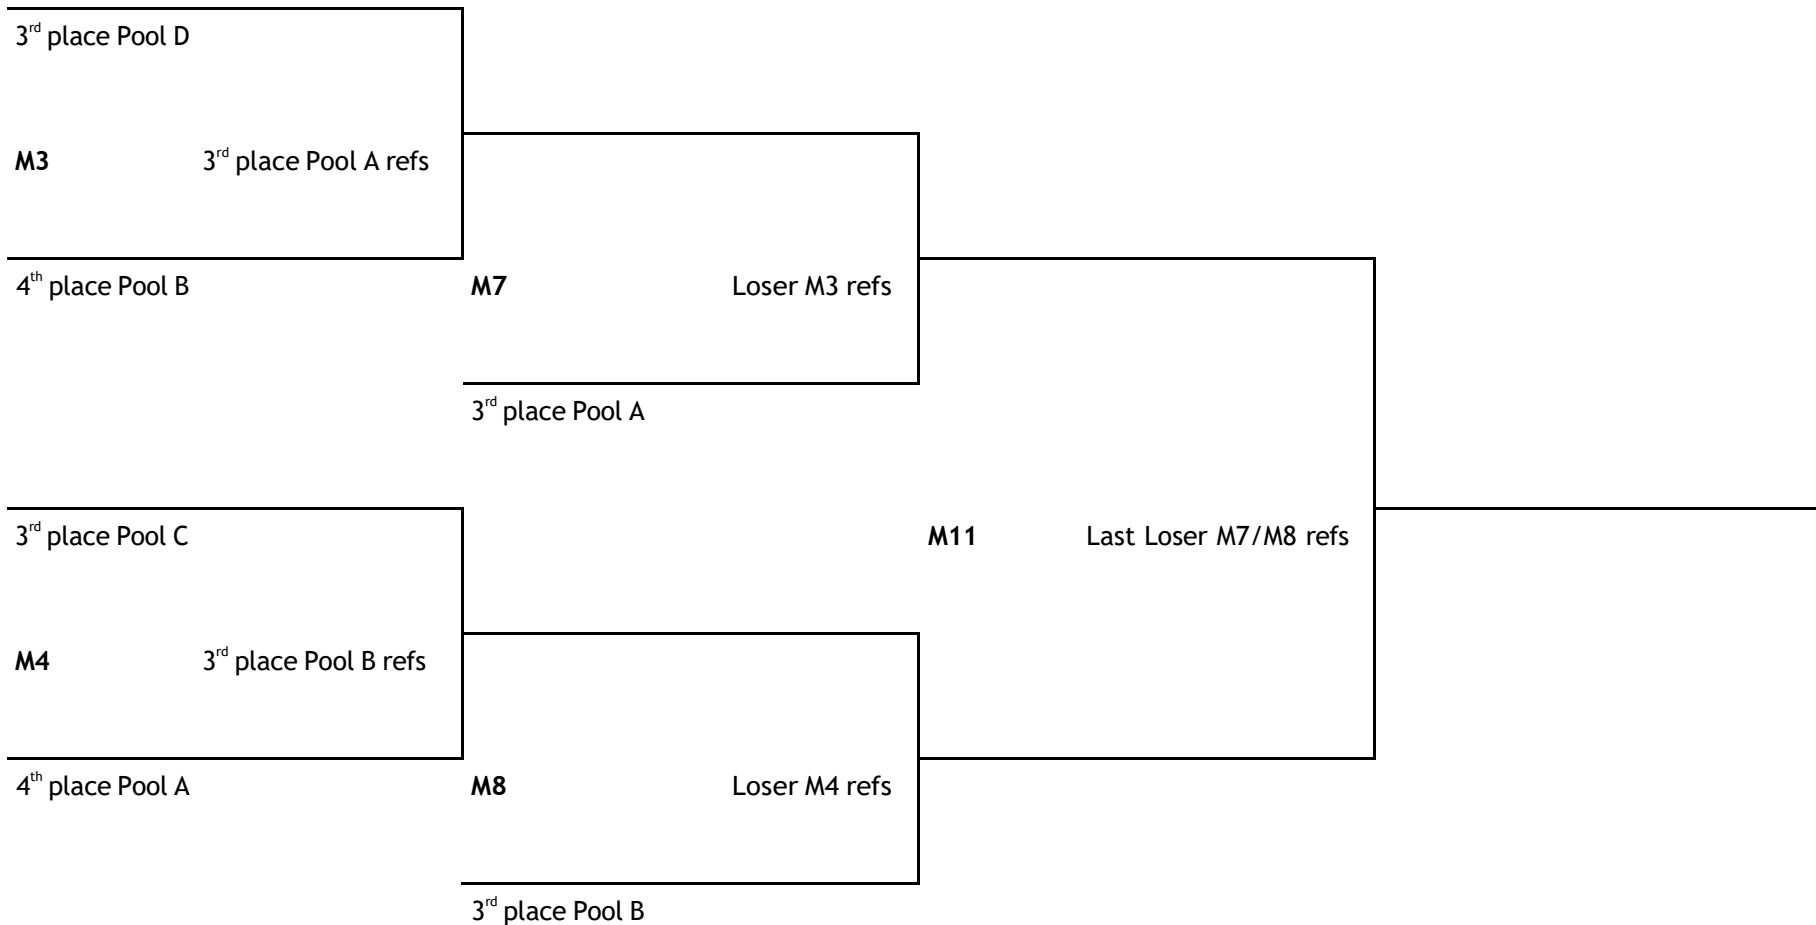 3rd place Pool D
M3 3rd place Pool A refs
4th place Pool B M7 Loser M3 refs
3rd place Pool A
3rd place Pool C M11 Last Loser M7/M8 refs
M4 3rd place Pool B refs
4th place Pool A M8 Loser M4 refs
3rd place Pool B